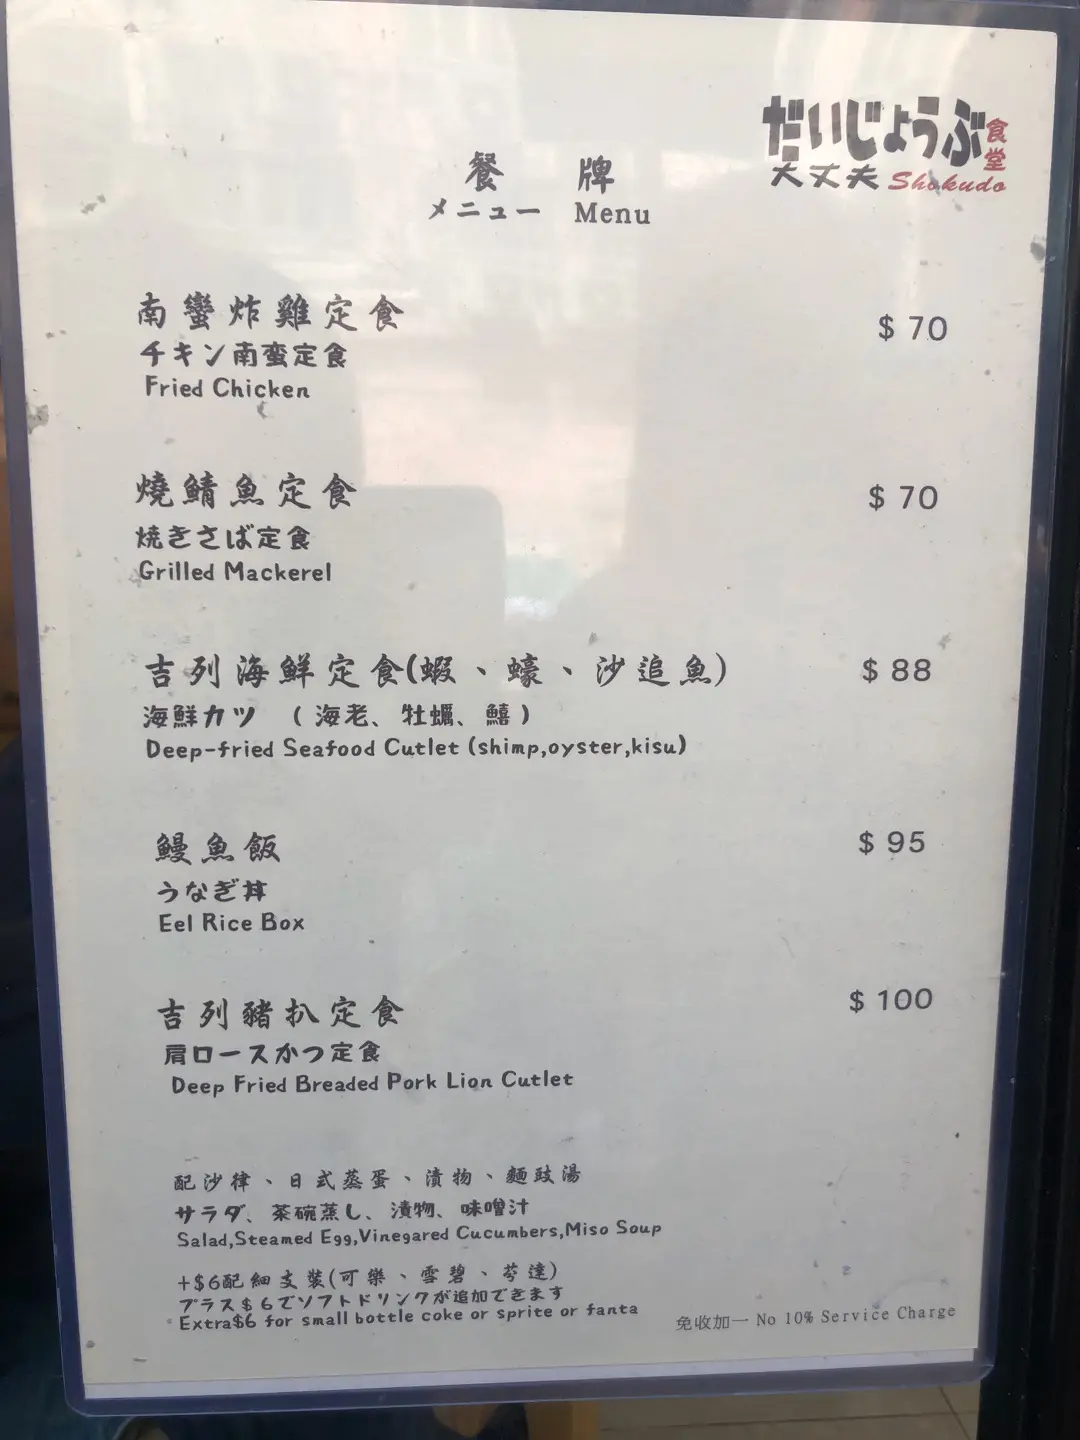 だいじょうぶ食堂
大丈夫 Shokudo
餐 牌
メニュー Menu
南蠻炸雞定食 $ 70
チキン南蛮定食
Fried Chicken
燒鯖魚定食 $ 70
焼きさば定食
Grilled Mackerel
吉列海鮮定食(蝦、蠔、沙追魚) $ 88
海鮮カツ (海老、牡蠣、鱚)
Deep-fried Seafood Cutlet (shimp,oyster,kisu)
鰻魚飯 $ 95
うなぎ丼
Eel Rice Box
吉列豬扒定食 $ 100
肩ロースかつ定食
Deep Fried Breaded Pork Lion Cutlet
配沙律、日式蒸蛋、漬物、麵豉湯
サラダ、茶碗蒸し、漬物、味噌汁
Salad,Steamed Egg,Vinegared Cucumbers,Miso Soup
+$6配細支裝(可樂、雪碧、芬達)
プラス$6でソフトドリンクが追加できます
Extra$6 for small bottle coke or sprite or fanta
免收加一 No 10% Service Charge